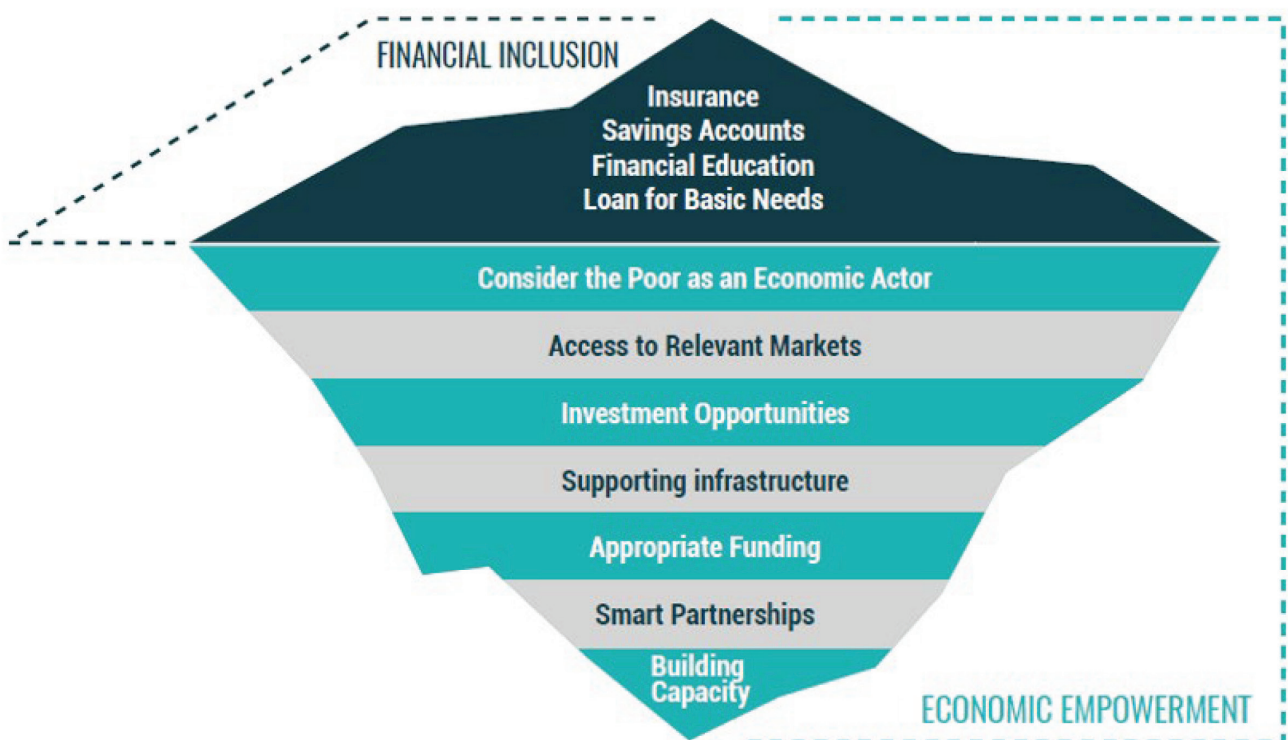 FINANCIAL INCLUSION
Insurance
Savings Accounts
Financial Education
Loan for Basic Needs
Consider the Poor as an Economic Actor
Access to Relevant Markets
Investment Opportunities
Supporting infrastructure
Appropriate Funding
Smart Partnerships
Building
Capacity
ECONOMIC EMPOWERMENT